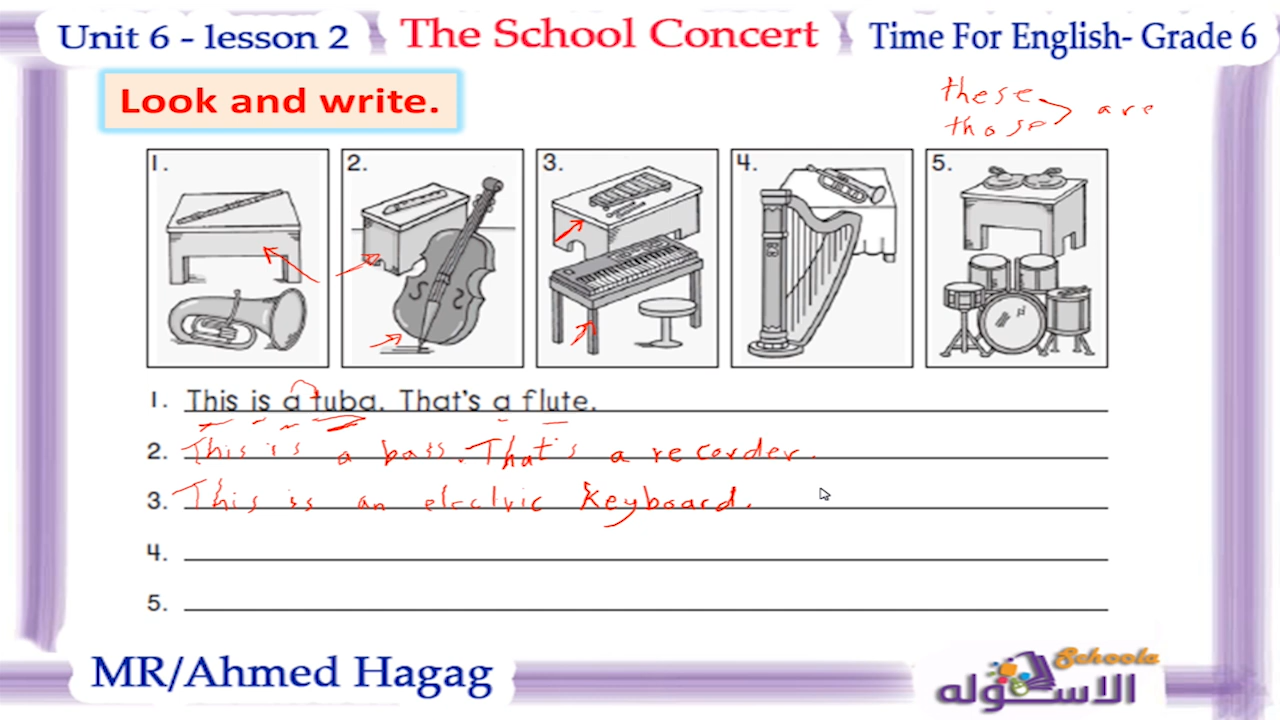 Unit 6 - lesson 2
The School Concert
Time For English- Grade 6
Look and write.
these
those
are
1.
2.
3.
4.
5.
1. This is a tuba. That's a flute.
2. This is a bass. That's a recorder.
3. This is an electric keyboard.
4.
5.
MR/Ahmed Hagag
Schoola
الاسكوله